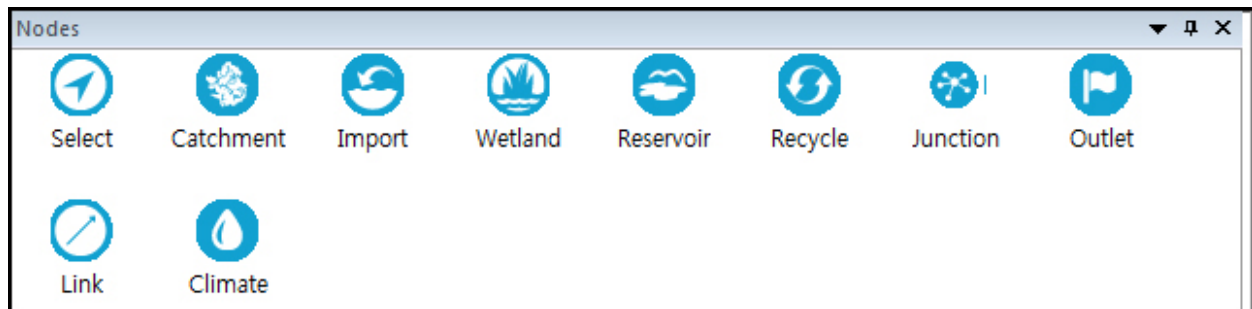 Nodes
Select Catchment Import Wetland Reservoir Recycle Junction Outlet
Link Climate